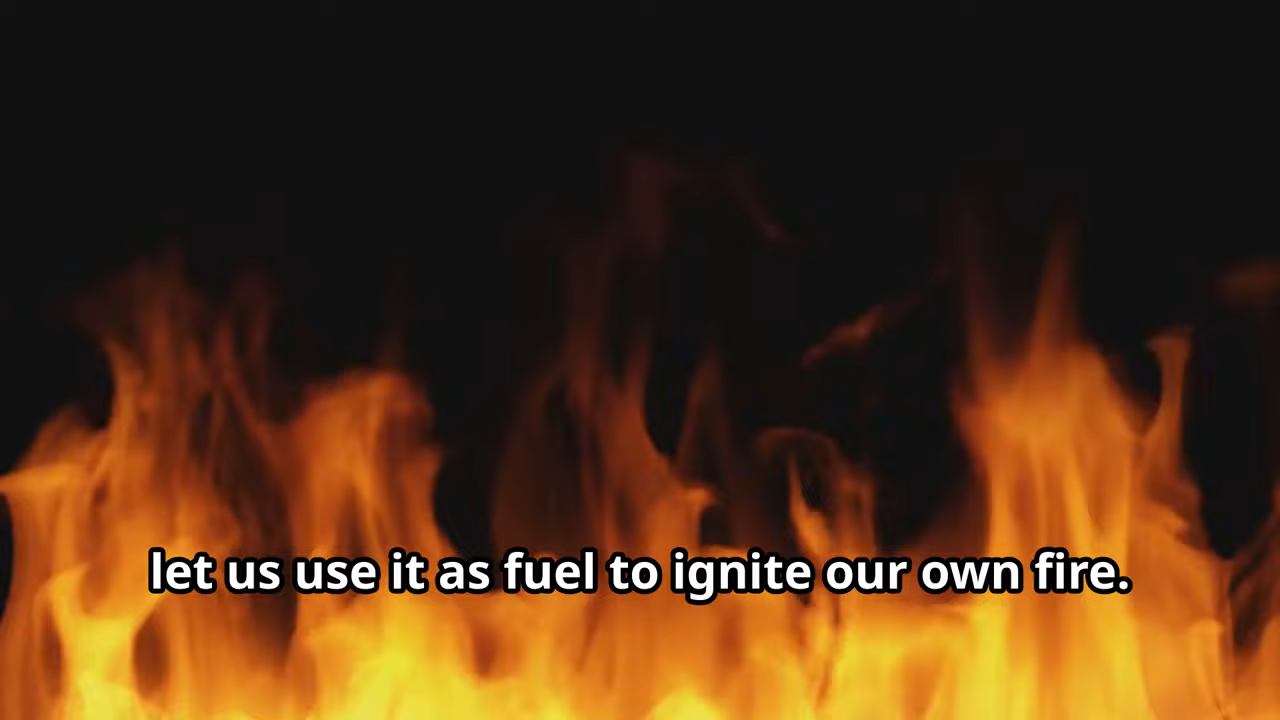 let us use it as fuel to ignite our own fire.